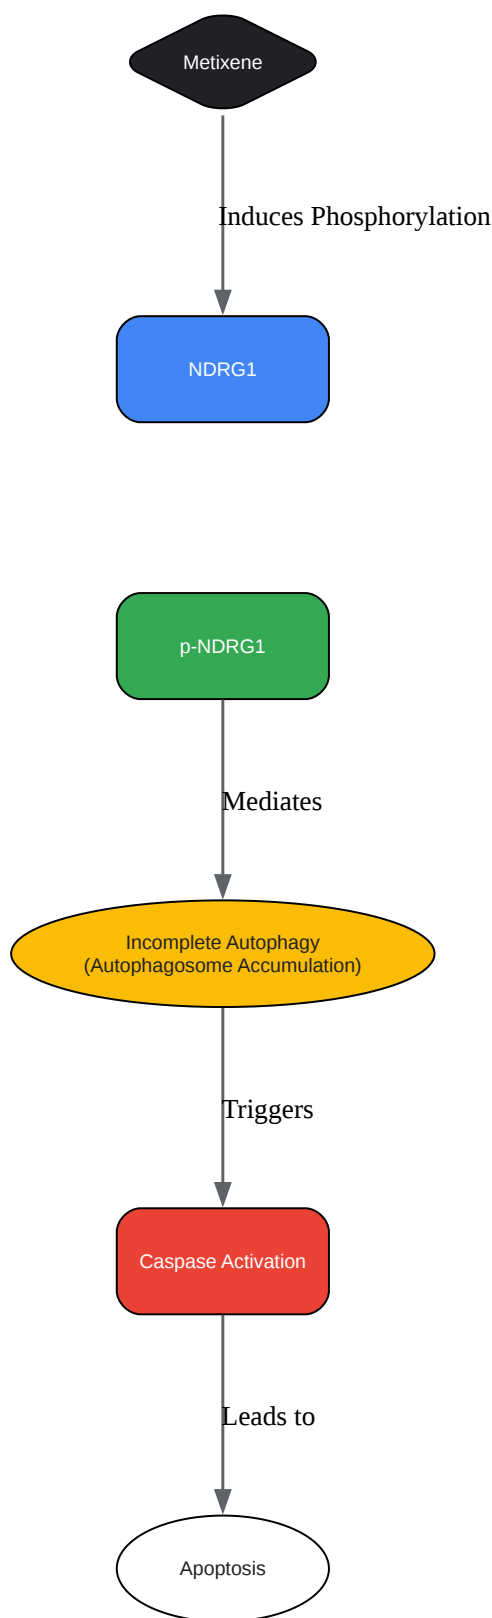 Metixene
Induces Phosphorylation
NDRG1
p-NDRG1
Mediates
Incomplete Autophagy
(Autophagosome Accumulation)
Triggers
Caspase Activation
Leads to
Apoptosis